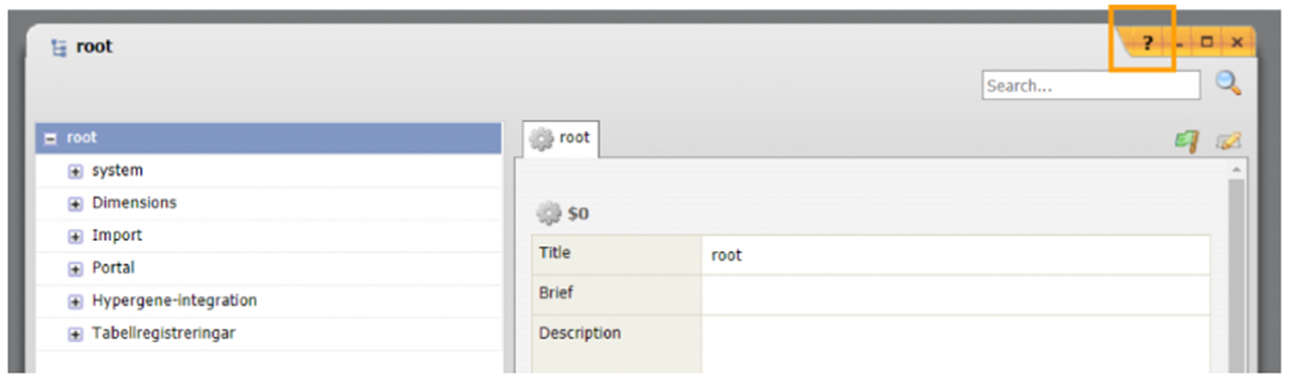 root
?
Search...
root
system
Dimensions
Import
Portal
Hypergene-integration
Tabellregistreringar
root
$0
Title root
Brief
Description